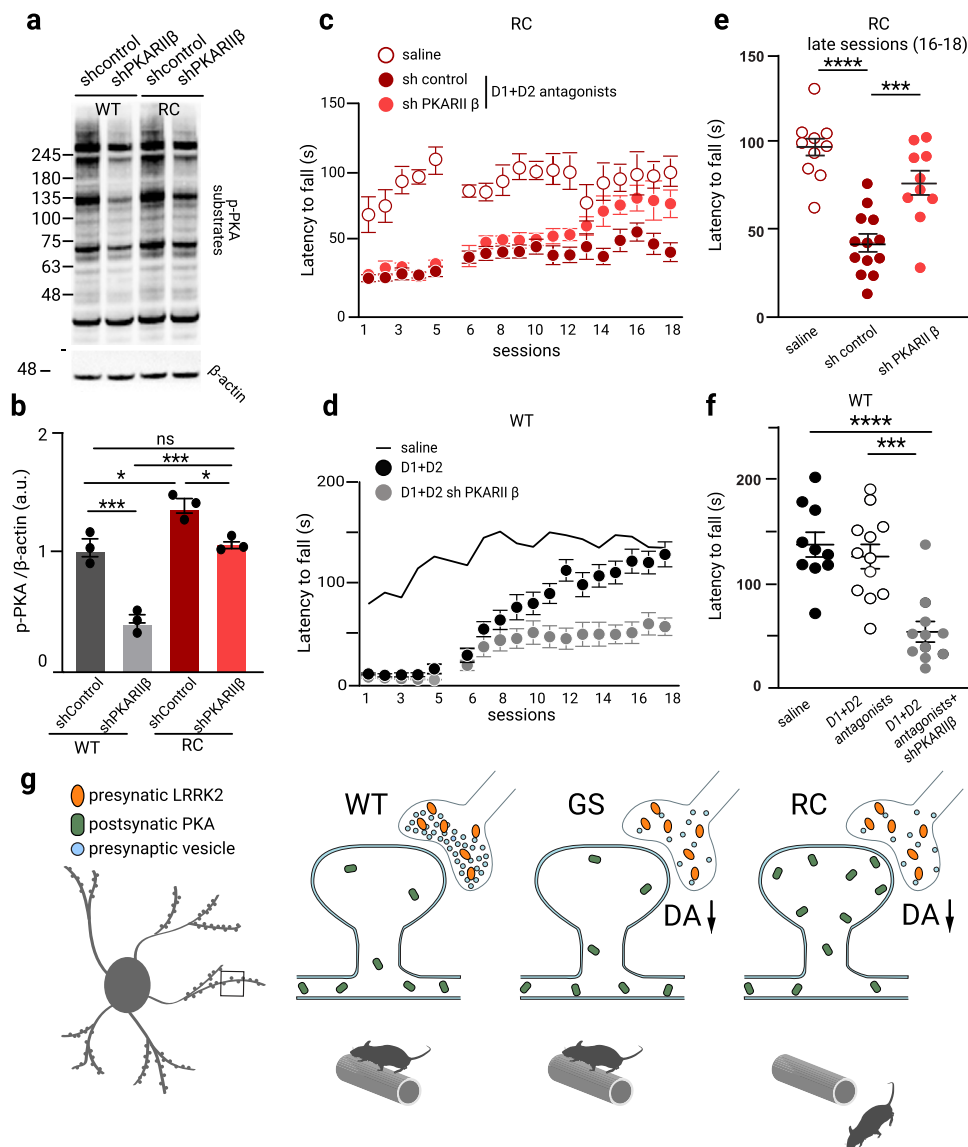 a
shcontrol
shPKARIIβ
shcontrol
shPKARIIβ
WT
RC
245
180
135
100
75
63
48
p-PKA
substrates
48
β-actin
b
p-PKA /β-actin (a.u.)
2
1
0
ns
***
*
*
***
shControl
shPKARIIβ
shControl
shPKARIIβ
WT
RC
c
RC
saline
sh control
sh PKARII β
D1+D2 antagonists
Latency to fall (s)
150
100
50
0
1
3
5
6
8
10
12
14
16
18
sessions
d
WT
saline
D1+D2
D1+D2 sh PKARII β
Latency to fall (s)
200
100
0
1
3
5
6
8
10
12
14
16
18
sessions
e
RC
late sessions (16-18)
****
***
Latency to fall (s)
150
100
50
0
saline
sh control
sh PKARII β
f
WT
****
***
Latency to fall (s)
200
100
0
saline
D1+D2
antagonists
D1+D2
antagonists+
shPKARIIβ
g
presynatic LRRK2
postsynatic PKA
presynaptic vesicle
WT
GS
DA
RC
DA